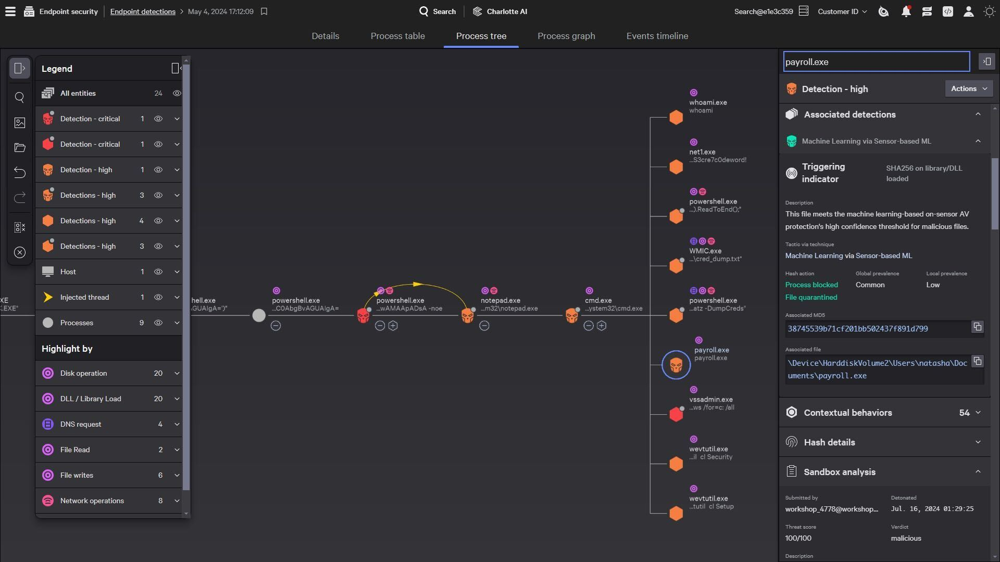 Endpoint security
Endpoint detections
May 4, 2024 17:12:09
Search
Charlotte AI
Search@e1e3c359
Customer ID
Details
Process table
Process tree
Process graph
Events timeline
Legend
All entities 24
Detection - critical 1
Detection - critical 1
Detection - high 1
Detections - high 3
Detections - high 4
Detections - high 3
Host 1
Injected thread 1
Processes 9
Highlight by
Disk operation 20
DLL / Library Load 20
DNS request 4
File Read 2
File writes 6
Network operations 8
XE
X.EXE"
hell.exe
\GUAIgA=')"
powershell.exe
...C0AbgBvAGUAIgA=
powershell.exe
...wAMAApADsA -noe
notepad.exe
...m32\notepad.exe
cmd.exe
...ystem32\cmd.exe
whoami.exe
whoami
net1.exe
...S3cre7c0deword!
powershell.exe
...).ReadToEnd();"
WMIC.exe
...\cred_dump.txt"
powershell.exe
...atz -DumpCreds"
payroll.exe
payroll.exe
vssadmin.exe
...ws /for=c: /all
wevtutil.exe
...il cl Security
wevtutil.exe
...tutil cl Setup
payroll.exe
Detection - high
Actions
Associated detections
Machine Learning via Sensor-based ML
Triggering
indicator
SHA256 on library/DLL
loaded
Description
This file meets the machine learning-based on-sensor AV
protection's high confidence threshold for malicious files.
Tactic via technique
Machine Learning via Sensor-based ML
Hash action
Process blocked
File quarantined
Global prevalence
Common
Local prevalence
Low
Associated MD5
38745539b71cf201bb502437f891d799
Associated file
\Device\HarddiskVolume2\Users\natasha\Doc
uments\payroll.exe
Contextual behaviors 54
Hash details
Sandbox analysis
Submitted by
workshop_4778@workshop...
Detonated
Jul. 16, 2024 01:29:25
Threat score
100/100
Verdict
malicious
Description